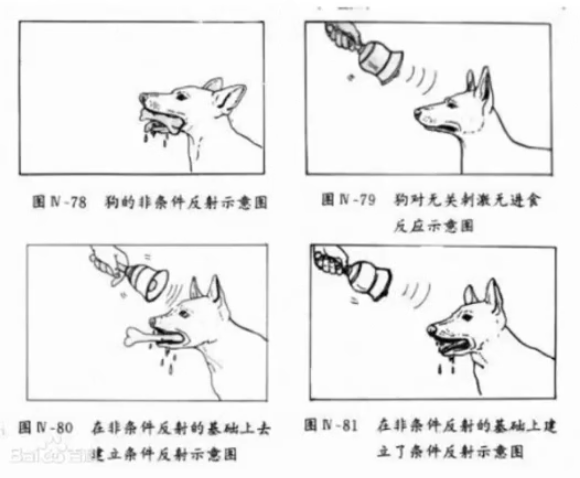 图Ⅳ-78 狗的非条件反射示意图
图Ⅳ-79 狗对无关刺激无进食
反应示意图
图Ⅳ-80 在非条件反射的基础上去
建立条件反射示意图
图Ⅳ-81 在非条件反射的基础上建
立了条件反射示意图
Baidu百科